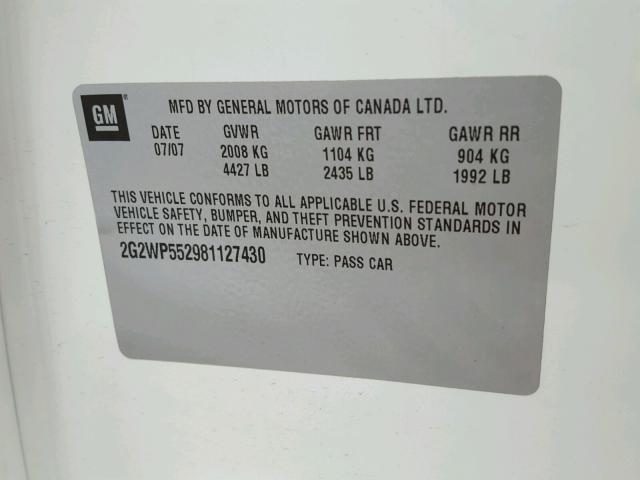 GM
MFD BY GENERAL MOTORS OF CANADA LTD.
DATE GVWR GAWR FRT GAWR RR
07/07 2008 KG 1104 KG 904 KG
4427 LB 2435 LB 1992 LB
THIS VEHICLE CONFORMS TO ALL APPLICABLE U.S. FEDERAL MOTOR
VEHICLE SAFETY, BUMPER, AND THEFT PREVENTION STANDARDS IN
EFFECT ON THE DATE OF MANUFACTURE SHOWN ABOVE.
2G2WP552981127430 TYPE: PASS CAR